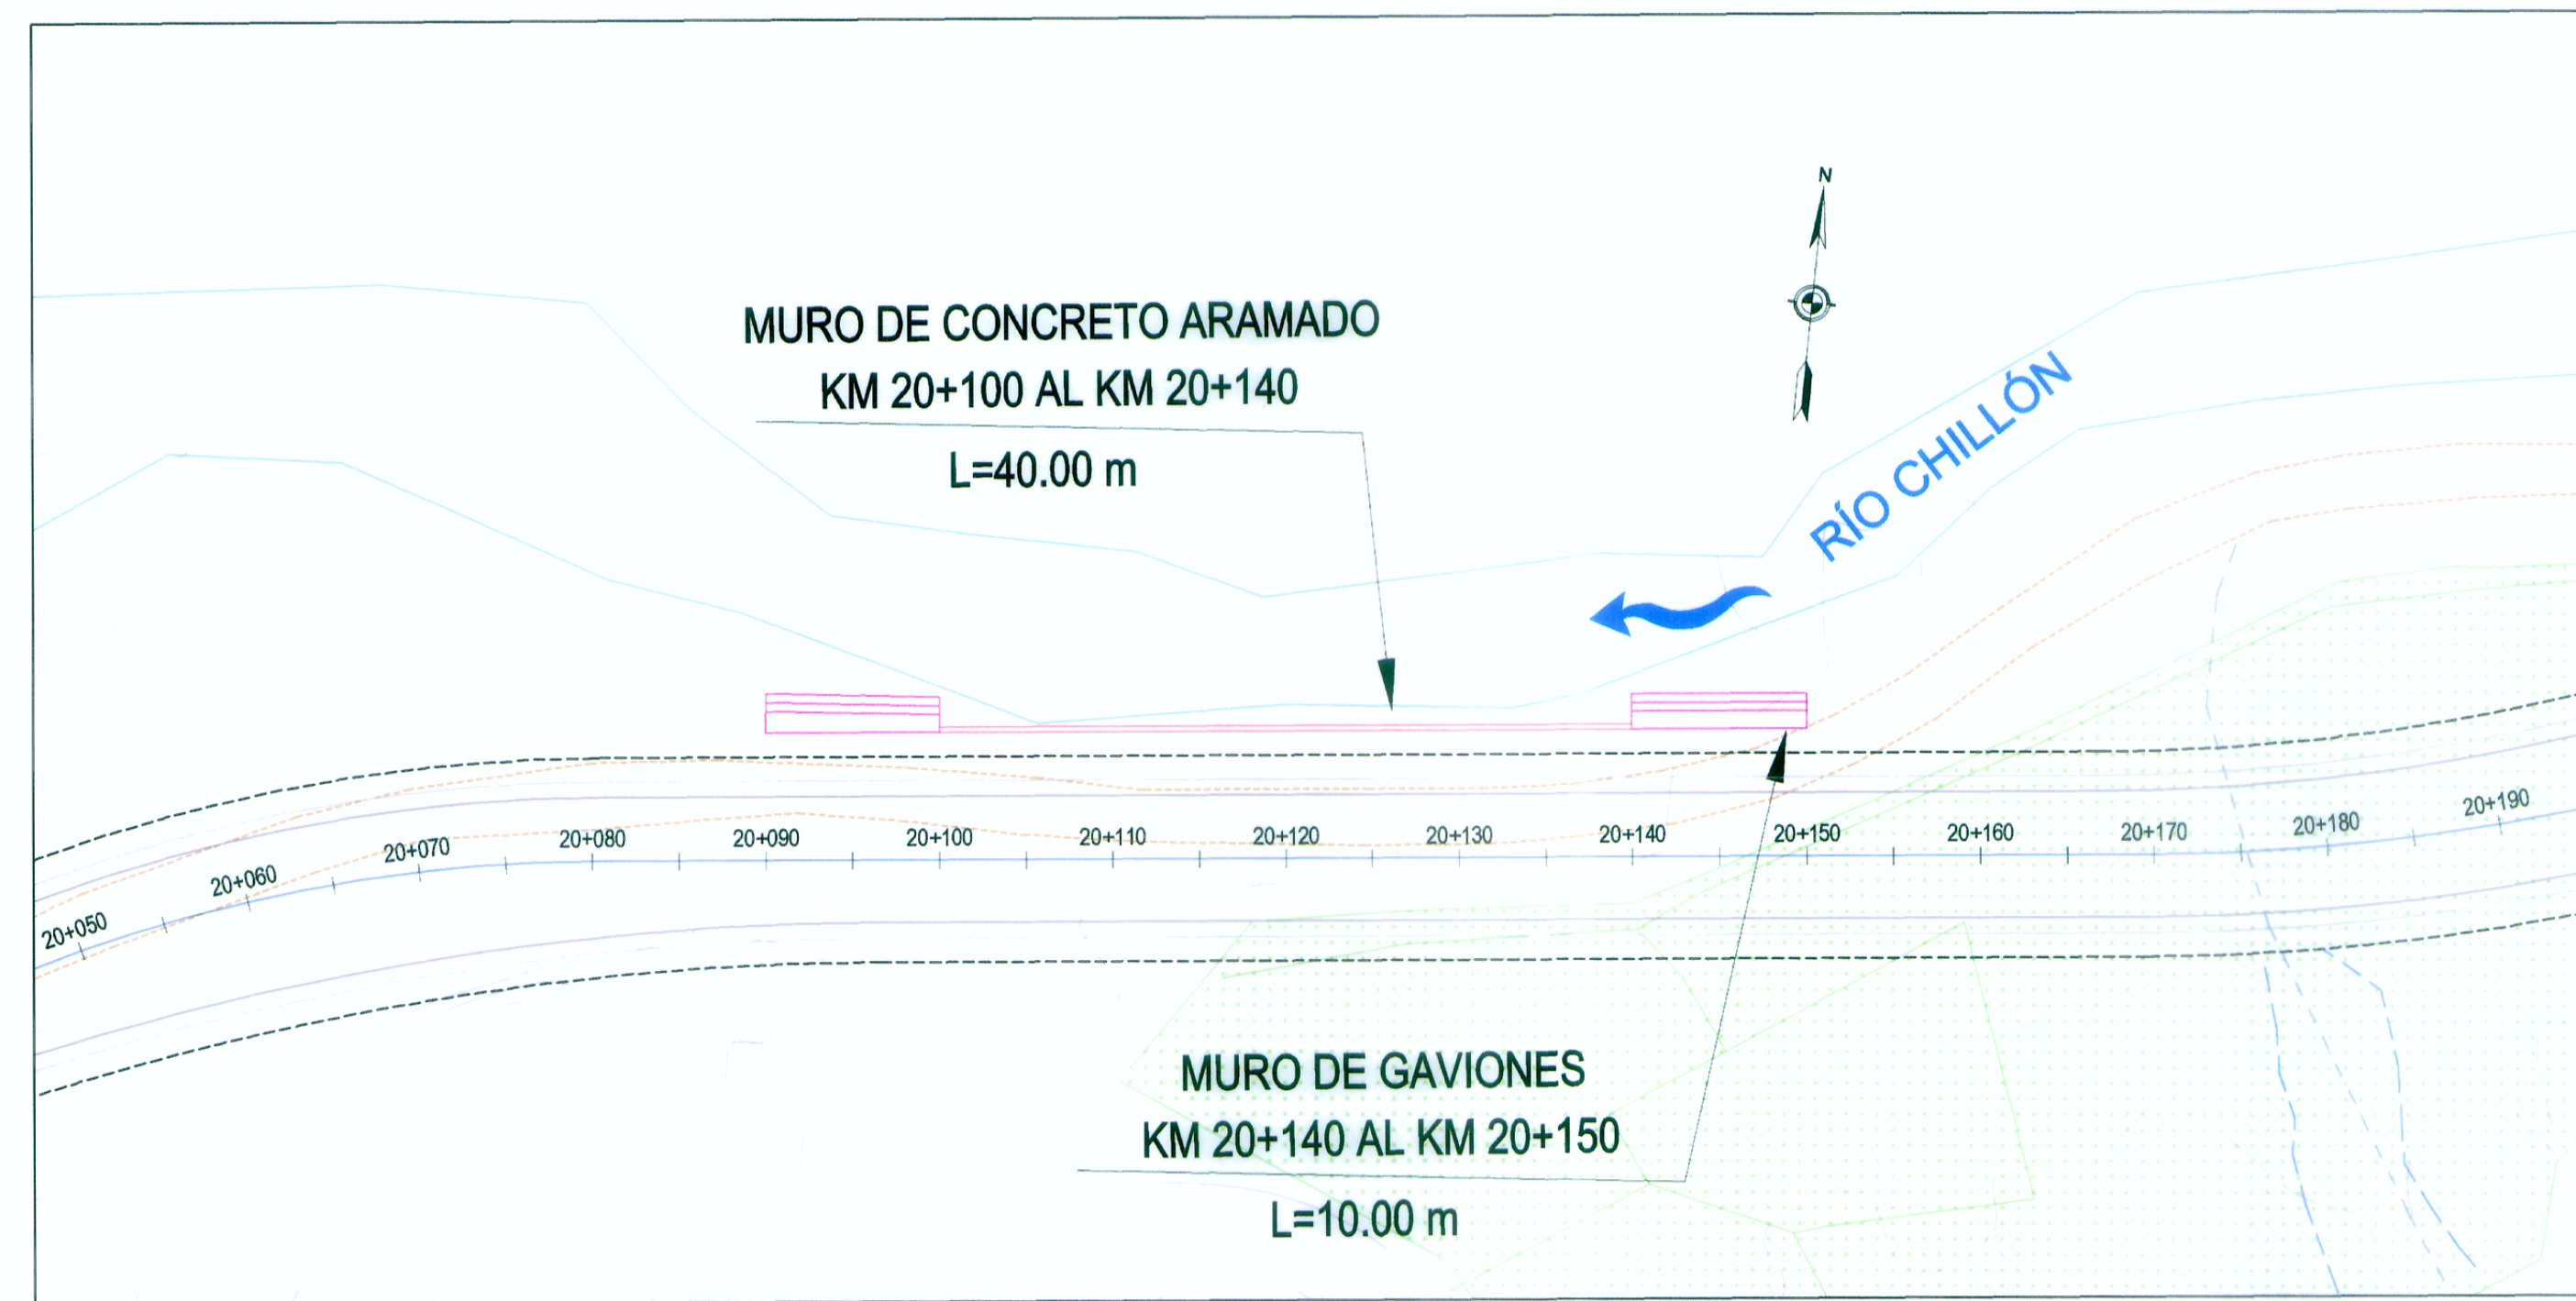 N
MURO DE CONCRETO ARAMADO
KM 20+100 AL KM 20+140
L=40.00 m
RÍO CHILLÓN
20+050
20+060
20+070
20+080
20+090
20+100
20+110
20+120
20+130
20+140
20+150
20+160
20+170
20+180
20+190
MURO DE GAVIONES
KM 20+140 AL KM 20+150
L=10.00 m